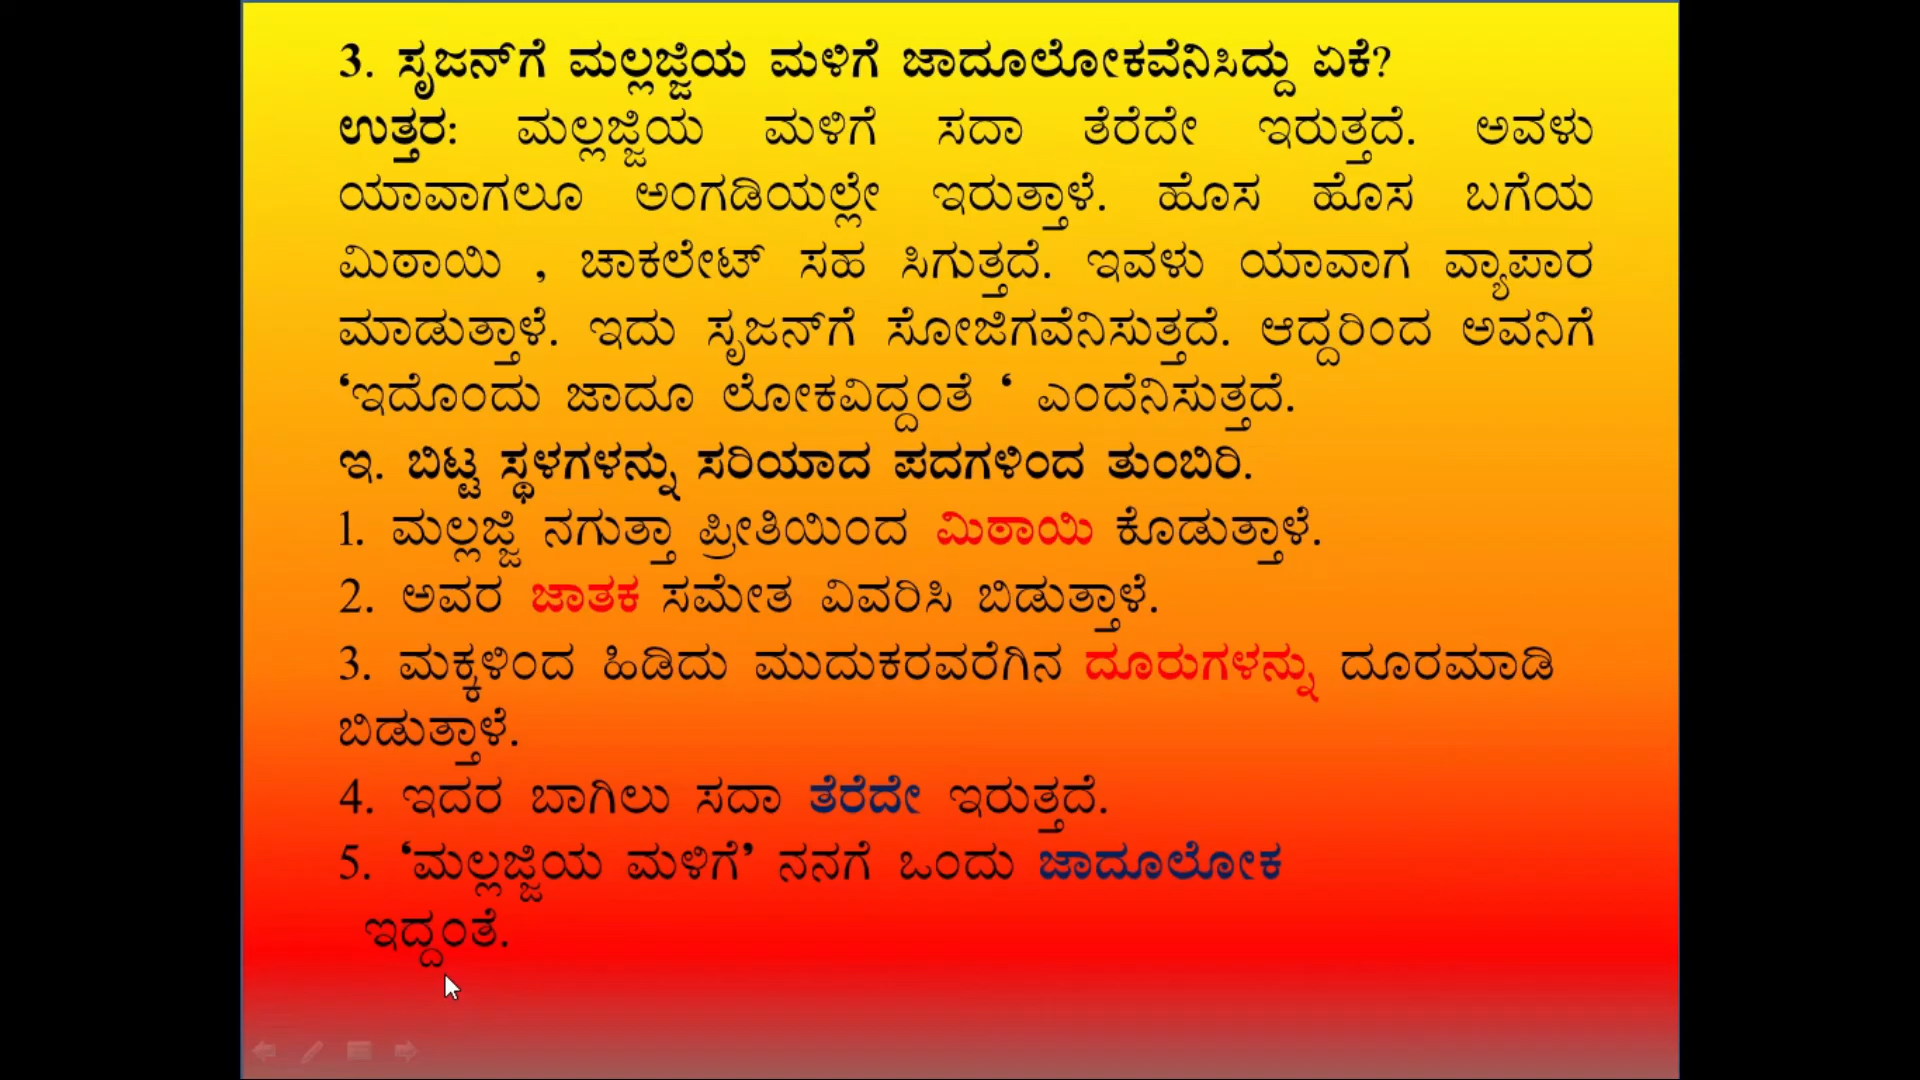 3. ಸೃಜನ್‌ಗೆ ಮಲ್ಲಜ್ಜಿಯ ಮಳಿಗೆ ಜಾದೂಲೋಕವೆನಿಸಿದ್ದು ಏಕೆ?
ಉತ್ತರ: ಮಲ್ಲಜ್ಜಿಯ ಮಳಿಗೆ ಸದಾ ತೆರೆದೇ ಇರುತ್ತದೆ. ಅವಳು
ಯಾವಾಗಲೂ ಅಂಗಡಿಯಲ್ಲೇ ಇರುತ್ತಾಳೆ. ಹೊಸ ಹೊಸ ಬಗೆಯ
ಮಿಠಾಯಿ , ಚಾಕಲೇಟ್ ಸಹ ಸಿಗುತ್ತದೆ. ಇವಳು ಯಾವಾಗ ವ್ಯಾಪಾರ
ಮಾಡುತ್ತಾಳೆ. ಇದು ಸೃಜನ್‌ಗೆ ಸೋಜಿಗವೆನಿಸುತ್ತದೆ. ಆದ್ದರಿಂದ ಅವನಿಗೆ
‘ಇದೊಂದು ಜಾದೂ ಲೋಕವಿದ್ದಂತೆ ‘ ಎಂದೆನಿಸುತ್ತದೆ.
ಇ. ಬಿಟ್ಟ ಸ್ಥಳಗಳನ್ನು ಸರಿಯಾದ ಪದಗಳಿಂದ ತುಂಬಿರಿ.
1. ಮಲ್ಲಜ್ಜಿ ನಗುತ್ತಾ ಪ್ರೀತಿಯಿಂದ ಮಿಠಾಯಿ ಕೊಡುತ್ತಾಳೆ.
2. ಅವರ ಜಾತಕ ಸಮೇತ ವಿವರಿಸಿ ಬಿಡುತ್ತಾಳೆ.
3. ಮಕ್ಕಳಿಂದ ಹಿಡಿದು ಮುದುಕರವರೆಗಿನ ದೂರುಗಳನ್ನು ದೂರಮಾಡಿ
ಬಿಡುತ್ತಾಳೆ.
4. ಇದರ ಬಾಗಿಲು ಸದಾ ತೆರೆದೇ ಇರುತ್ತದೆ.
5. ‘ಮಲ್ಲಜ್ಜಿಯ ಮಳಿಗೆ’ ನನಗೆ ಒಂದು ಜಾದೂಲೋಕ
ಇದ್ದಂತೆ.